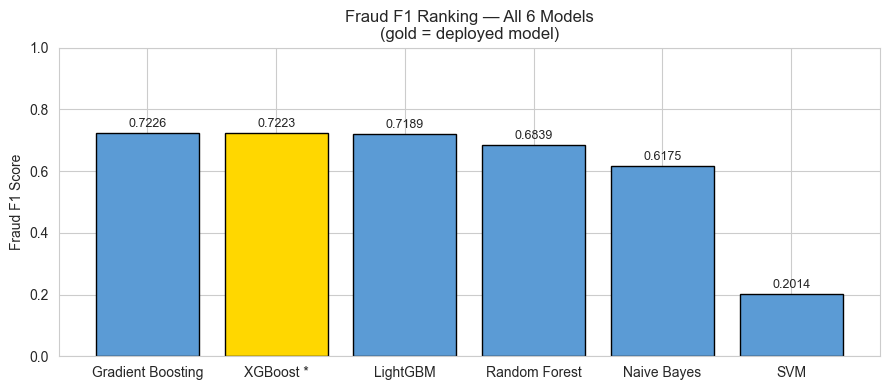 Fraud F1 Ranking — All 6 Models
(gold = deployed model)
Fraud F1 Score
1.0
0.8
0.6
0.4
0.2
0.0
0.7226
0.7223
0.7189
0.6839
0.6175
0.2014
Gradient Boosting
XGBoost *
LightGBM
Random Forest
Naive Bayes
SVM